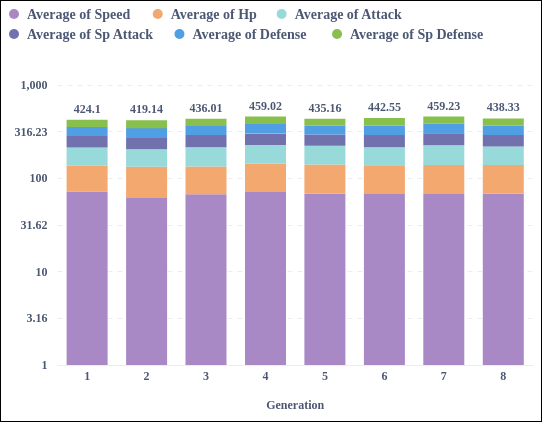 Average of Speed Average of Hp Average of Attack
Average of Sp Attack Average of Defense Average of Sp Defense
1,000
424.1 419.14 436.01 459.02 435.16 442.55 459.23 438.33
316.23
100
31.62
10
3.16
1
1 2 3 4 5 6 7 8
Generation